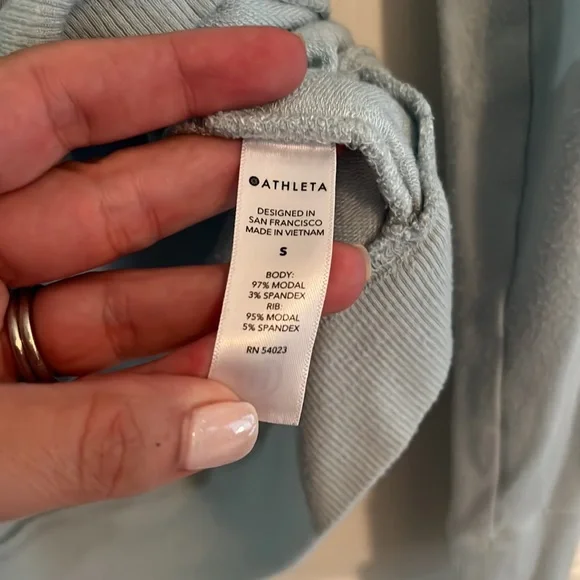 ATHLETA
DESIGNED IN
SAN FRANCISCO
MADE IN VIETNAM
S
BODY:
97% MODAL
3% SPANDEX
RIB:
95% MODAL
5% SPANDEX
RN 54023